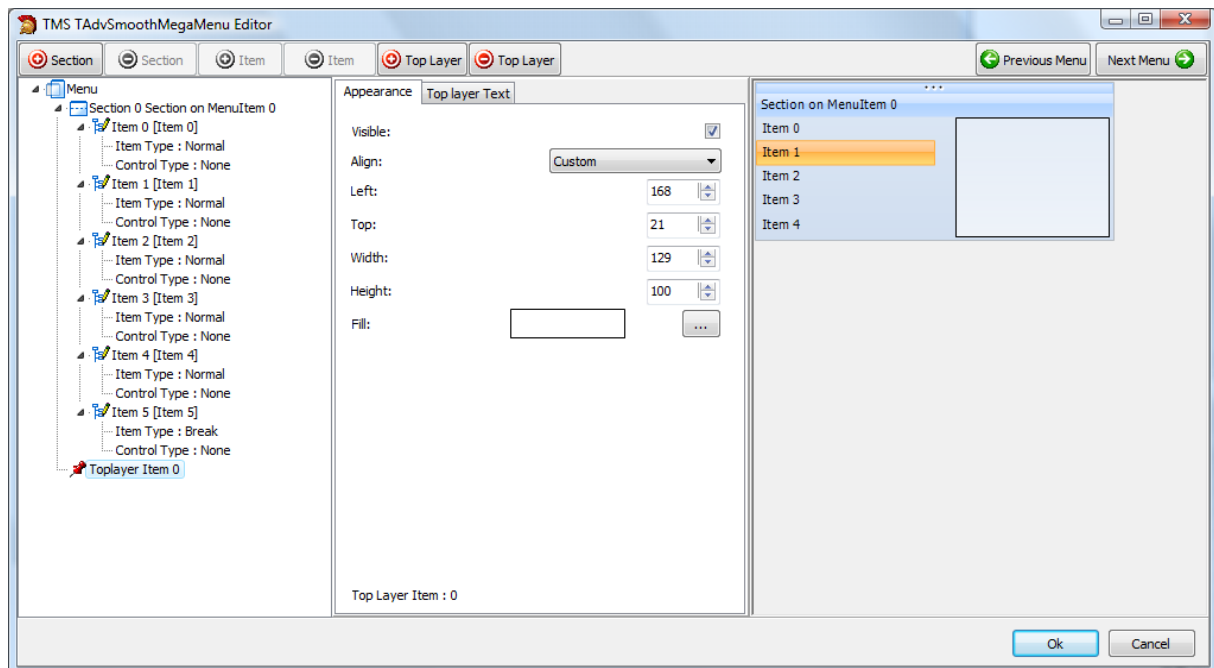 TMS TAdvSmoothMegaMenu Editor
Section Section Item Item Top Layer Top Layer Previous Menu Next Menu
Menu
Section 0 Section on MenuItem 0
Item 0 [Item 0]
Item Type : Normal
Control Type : None
Item 1 [Item 1]
Item Type : Normal
Control Type : None
Item 2 [Item 2]
Item Type : Normal
Control Type : None
Item 3 [Item 3]
Item Type : Normal
Control Type : None
Item 4 [Item 4]
Item Type : Normal
Control Type : None
Item 5 [Item 5]
Item Type : Break
Control Type : None
Toplayer Item 0
Appearance Top layer Text
Visible:
Align: Custom
Left: 168
Top: 21
Width: 129
Height: 100
Fill: ...
Top Layer Item : 0
Section on MenuItem 0
Item 0
Item 1
Item 2
Item 3
Item 4
Ok Cancel